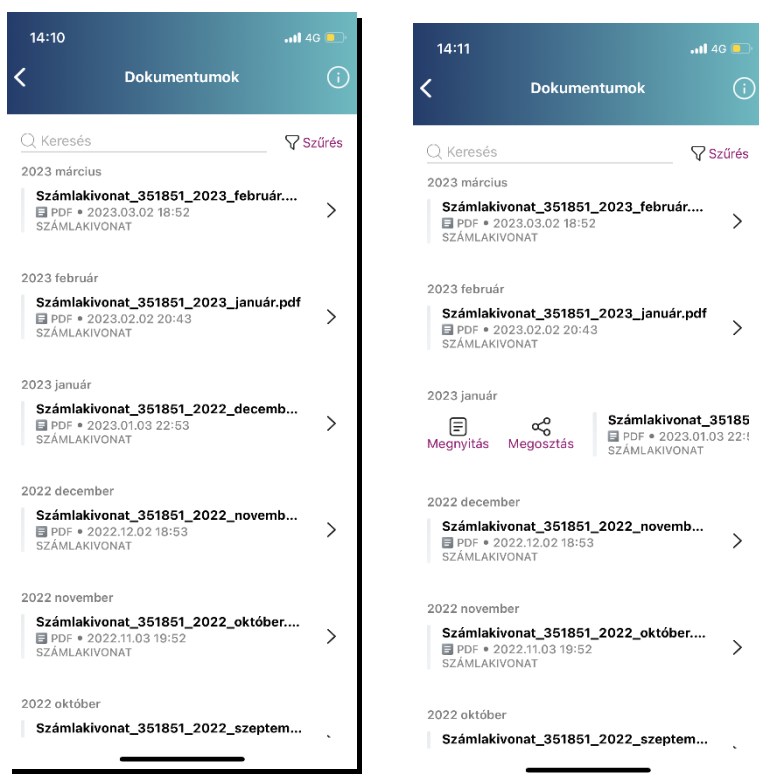 14:10
4G
Dokumentumok
Keresés
Szűrés
2023 március
Számlakivonat_351851_2023_február....
PDF • 2023.03.02 18:52
SZÁMLAKIVONAT
2023 február
Számlakivonat_351851_2023_január.pdf
PDF • 2023.02.02 20:43
SZÁMLAKIVONAT
2023 január
Számlakivonat_351851_2022_decemb...
PDF • 2023.01.03 22:53
SZÁMLAKIVONAT
2022 december
Számlakivonat_351851_2022_novemb...
PDF • 2022.12.02 18:53
SZÁMLAKIVONAT
2022 november
Számlakivonat_351851_2022_október....
PDF • 2022.11.03 19:52
SZÁMLAKIVONAT
2022 október
Számlakivonat_351851_2022_szeptem...
14:11
4G
Dokumentumok
Keresés
Szűrés
2023 március
Számlakivonat_351851_2023_február....
PDF • 2023.03.02 18:52
SZÁMLAKIVONAT
2023 február
Számlakivonat_351851_2023_január.pdf
PDF • 2023.02.02 20:43
SZÁMLAKIVONAT
2023 január
Megnyitás
Megosztás
Számlakivonat_35185
PDF • 2023.01.03 22:
SZÁMLAKIVONAT
2022 december
Számlakivonat_351851_2022_novemb...
PDF • 2022.12.02 18:53
SZÁMLAKIVONAT
2022 november
Számlakivonat_351851_2022_október....
PDF • 2022.11.03 19:52
SZÁMLAKIVONAT
2022 október
Számlakivonat_351851_2022_szeptem...